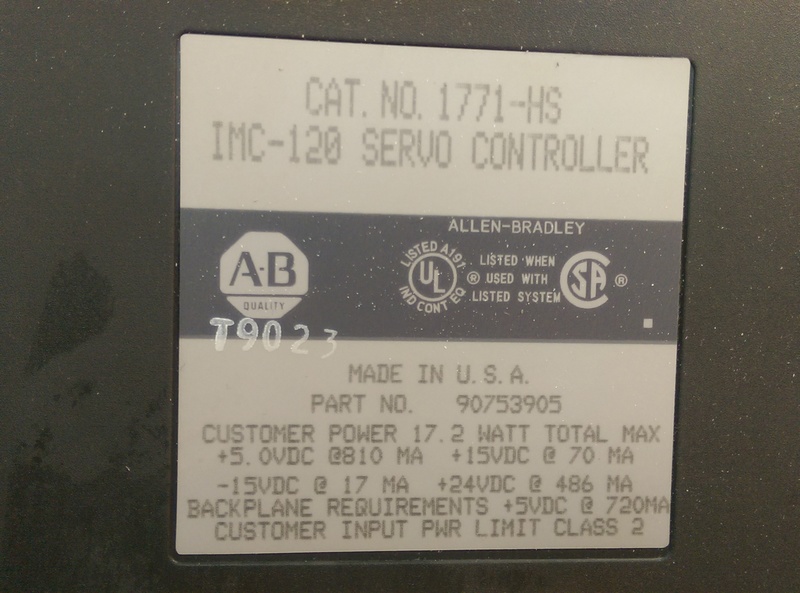 CAT. NO. 1771-HS
IMC-120 SERVO CONTROLLER
ALLEN-BRADLEY
A-B
QUALITY
LISTED A191
UL ®
IND CONT EQ
LISTED WHEN
USED WITH
LISTED SYSTEM
SA ®
T9023
MADE IN U.S.A.
PART NO. 90753905
CUSTOMER POWER 17.2 WATT TOTAL MAX
+5.0VDC @810 MA +15VDC @ 70 MA
-15VDC @ 17 MA +24VDC @ 486 MA
BACKPLANE REQUIREMENTS +5VDC @ 720MA
CUSTOMER INPUT PWR LIMIT CLASS 2